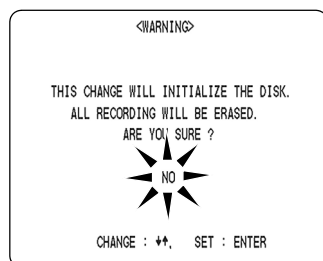 <WARNING>
THIS CHANGE WILL INITIALIZE THE DISK.
ALL RECORDING WILL BE ERASED.
ARE YOU SURE ?
NO
CHANGE : ↓↑, SET : ENTER